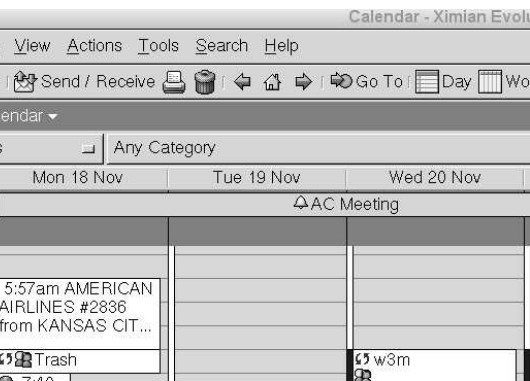 Calendar - Ximian Evol
View Actions Tools Search Help
Send / Receive Go To Day Wo
endar
s Any Category
Mon 18 Nov Tue 19 Nov Wed 20 Nov
AC Meeting
5:57am AMERICAN
AIRLINES #2836
from KANSAS CIT...
Trash w3m